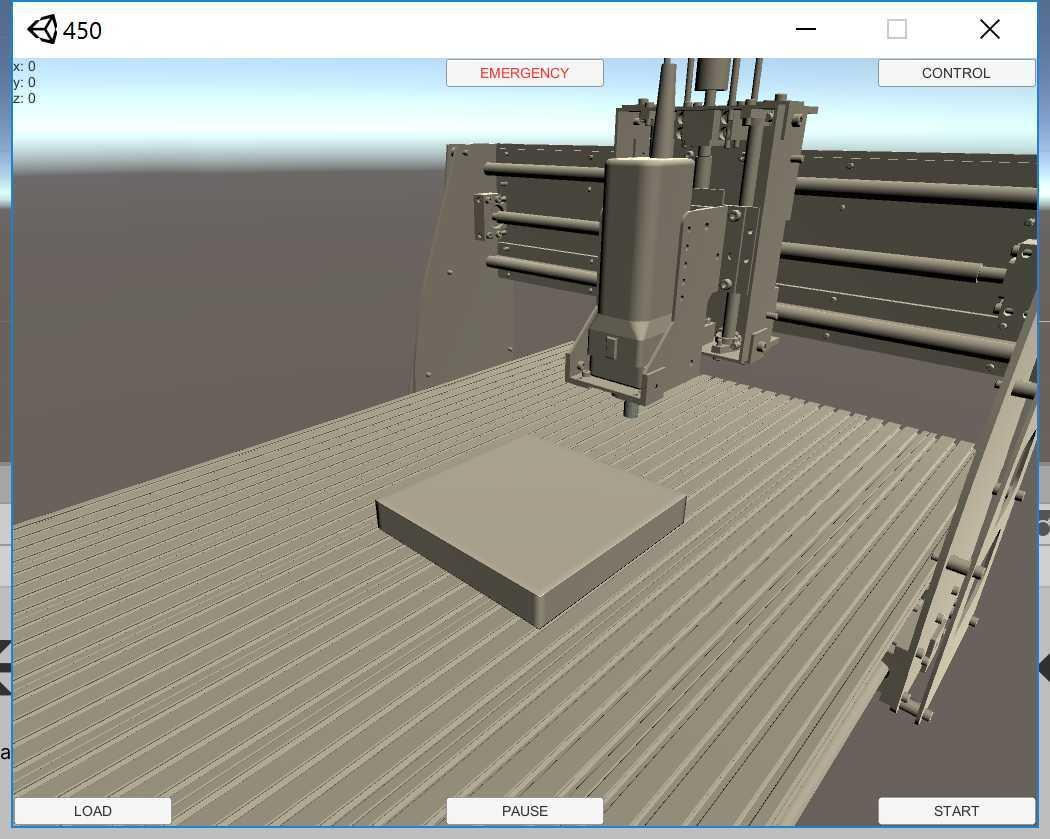 450
x: 0
y: 0
z: 0
EMERGENCY
CONTROL
LOAD
PAUSE
START